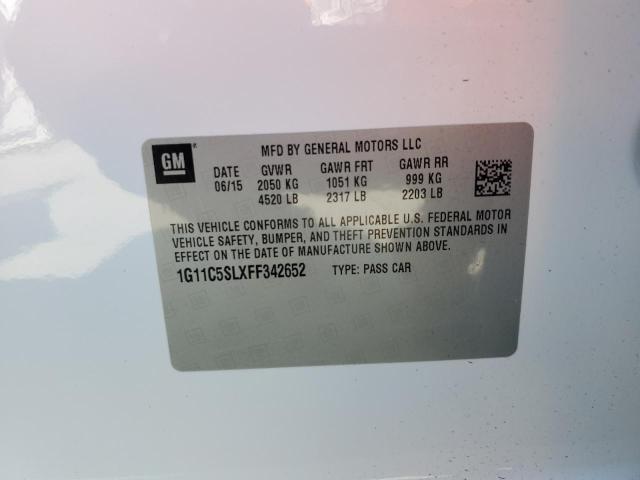 GM
MFD BY GENERAL MOTORS LLC
DATE GVWR GAWR FRT GAWR RR
06/15 2050 KG 1051 KG 999 KG
4520 LB 2317 LB 2203 LB
THIS VEHICLE CONFORMS TO ALL APPLICABLE U.S. FEDERAL MOTOR
VEHICLE SAFETY, BUMPER, AND THEFT PREVENTION STANDARDS IN
EFFECT ON THE DATE OF MANUFACTURE SHOWN ABOVE.
1G11C5SLXFF342652 TYPE: PASS CAR